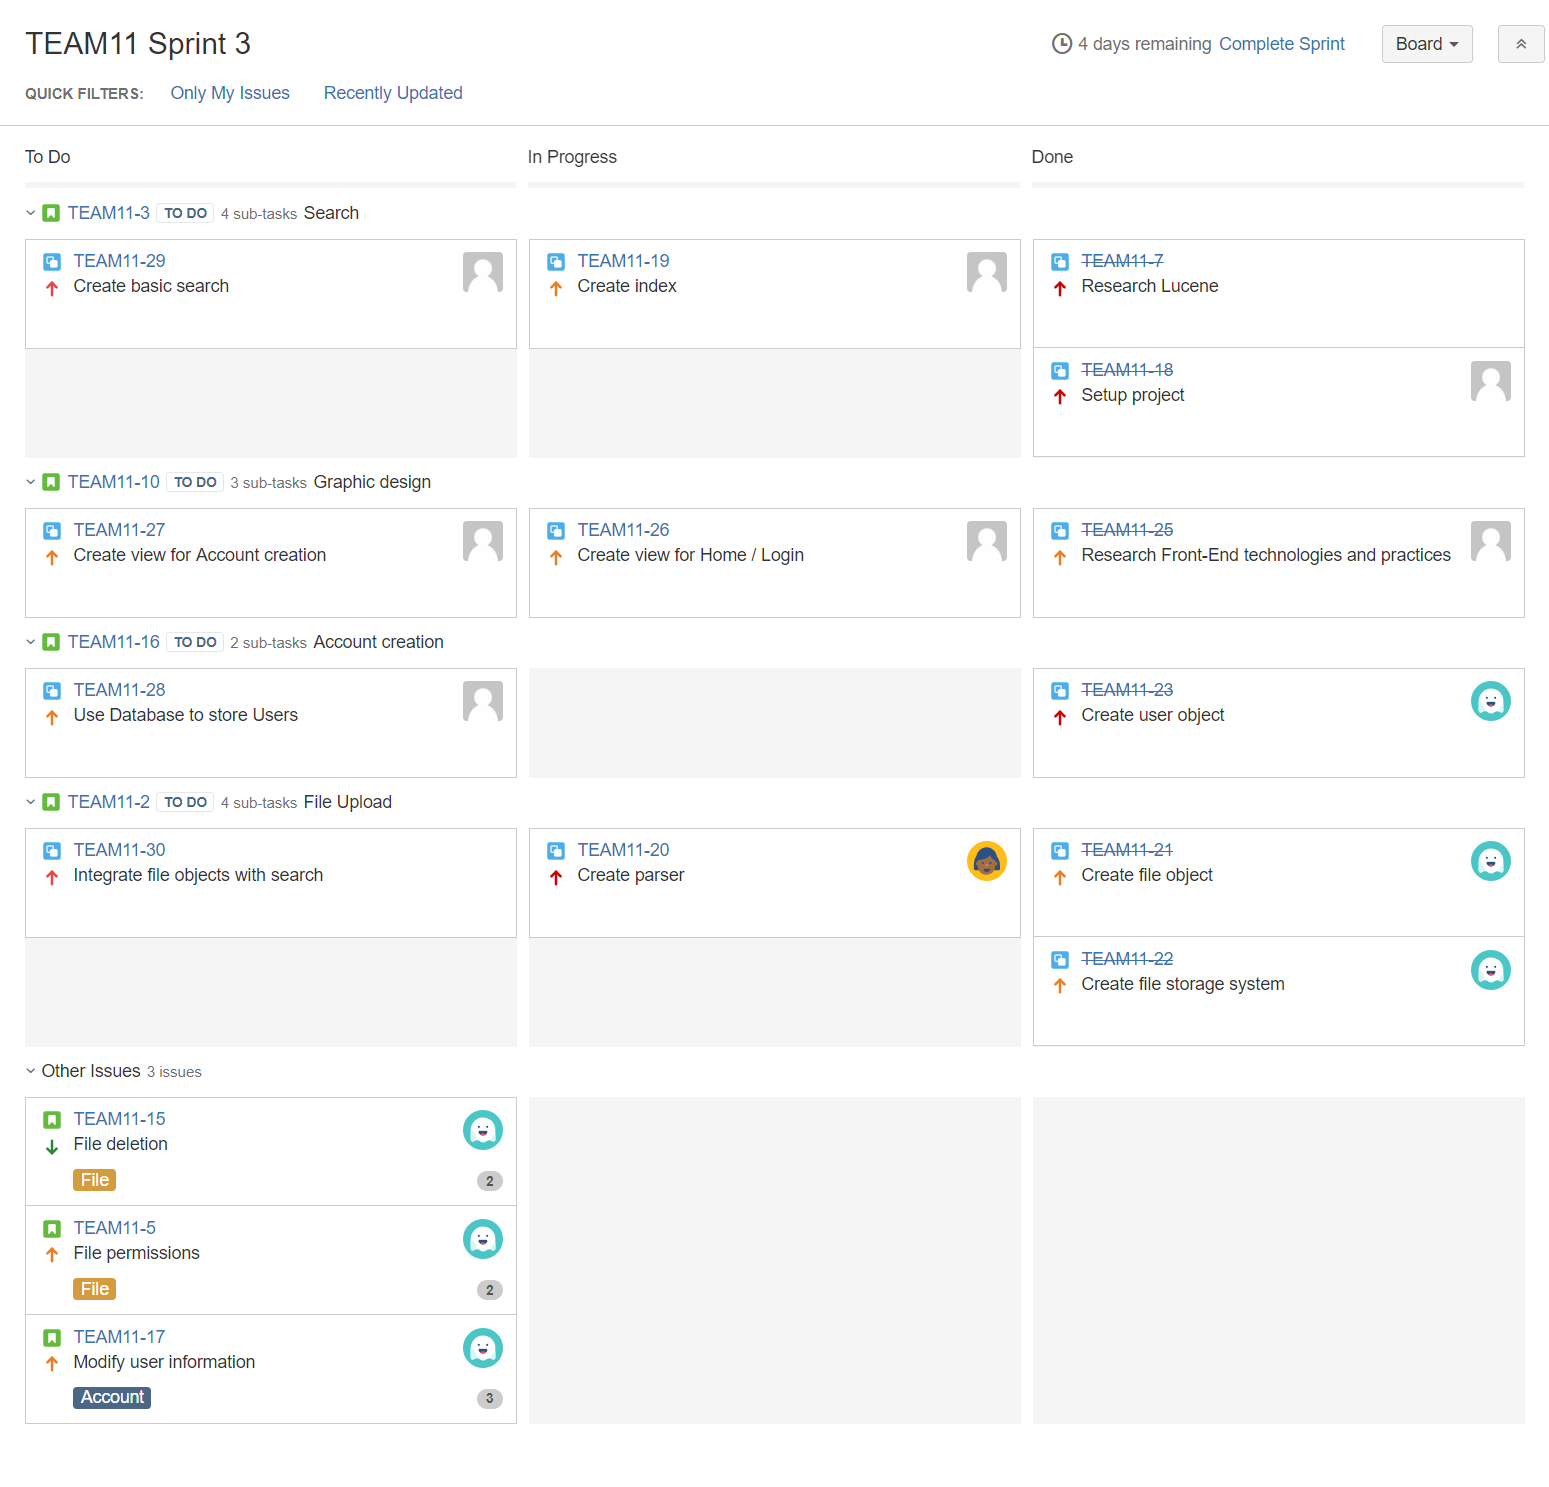 TEAM11 Sprint 3
4 days remaining Complete Sprint Board
QUICK FILTERS: Only My Issues Recently Updated
To Do In Progress Done
TEAM11-3 TO DO 4 sub-tasks Search
TEAM11-29
Create basic search
TEAM11-19
Create index
TEAM11-7
Research Lucene
TEAM11-18
Setup project
TEAM11-10 TO DO 3 sub-tasks Graphic design
TEAM11-27
Create view for Account creation
TEAM11-26
Create view for Home / Login
TEAM11-25
Research Front-End technologies and practices
TEAM11-16 TO DO 2 sub-tasks Account creation
TEAM11-28
Use Database to store Users
TEAM11-23
Create user object
TEAM11-2 TO DO 4 sub-tasks File Upload
TEAM11-30
Integrate file objects with search
TEAM11-20
Create parser
TEAM11-21
Create file object
TEAM11-22
Create file storage system
Other Issues 3 issues
TEAM11-15
File deletion
File 2
TEAM11-5
File permissions
File 2
TEAM11-17
Modify user information
Account 3